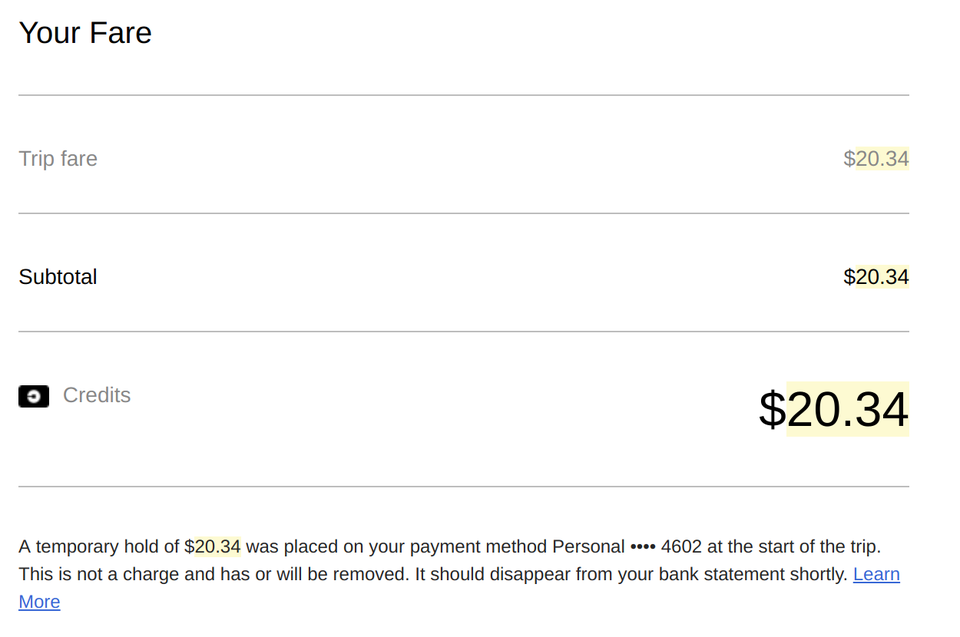 Your Fare
Trip fare $20.34
Subtotal $20.34
Credits $20.34
A temporary hold of $20.34 was placed on your payment method Personal •••• 4602 at the start of the trip.
This is not a charge and has or will be removed. It should disappear from your bank statement shortly. Learn
More